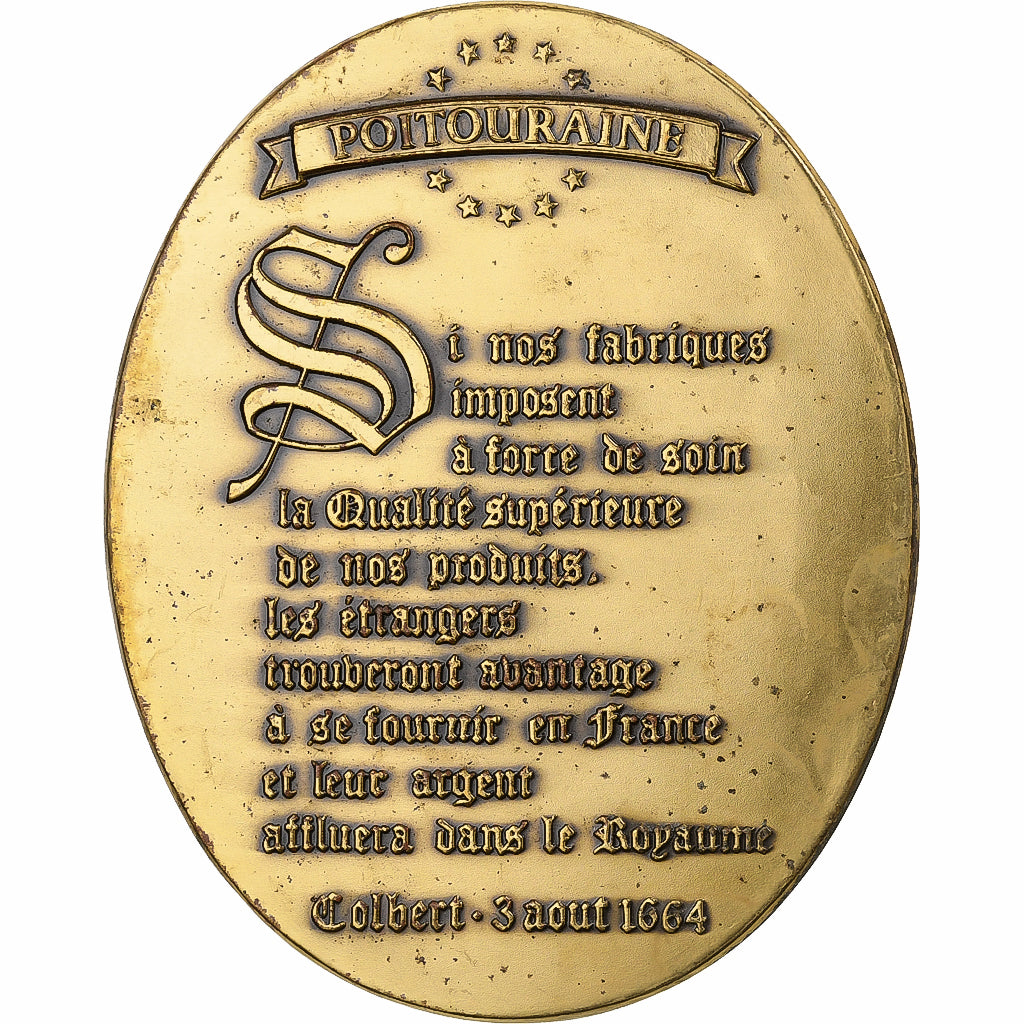 POITOURAINE
Si nos fabriques
imposent
à force de soin
la Qualité supérieure
de nos produits,
les étrangers
trouveront avantage
à se fournir en France
et leur argent
affluera dans le Royaume
Colbert · 3 aout 1664